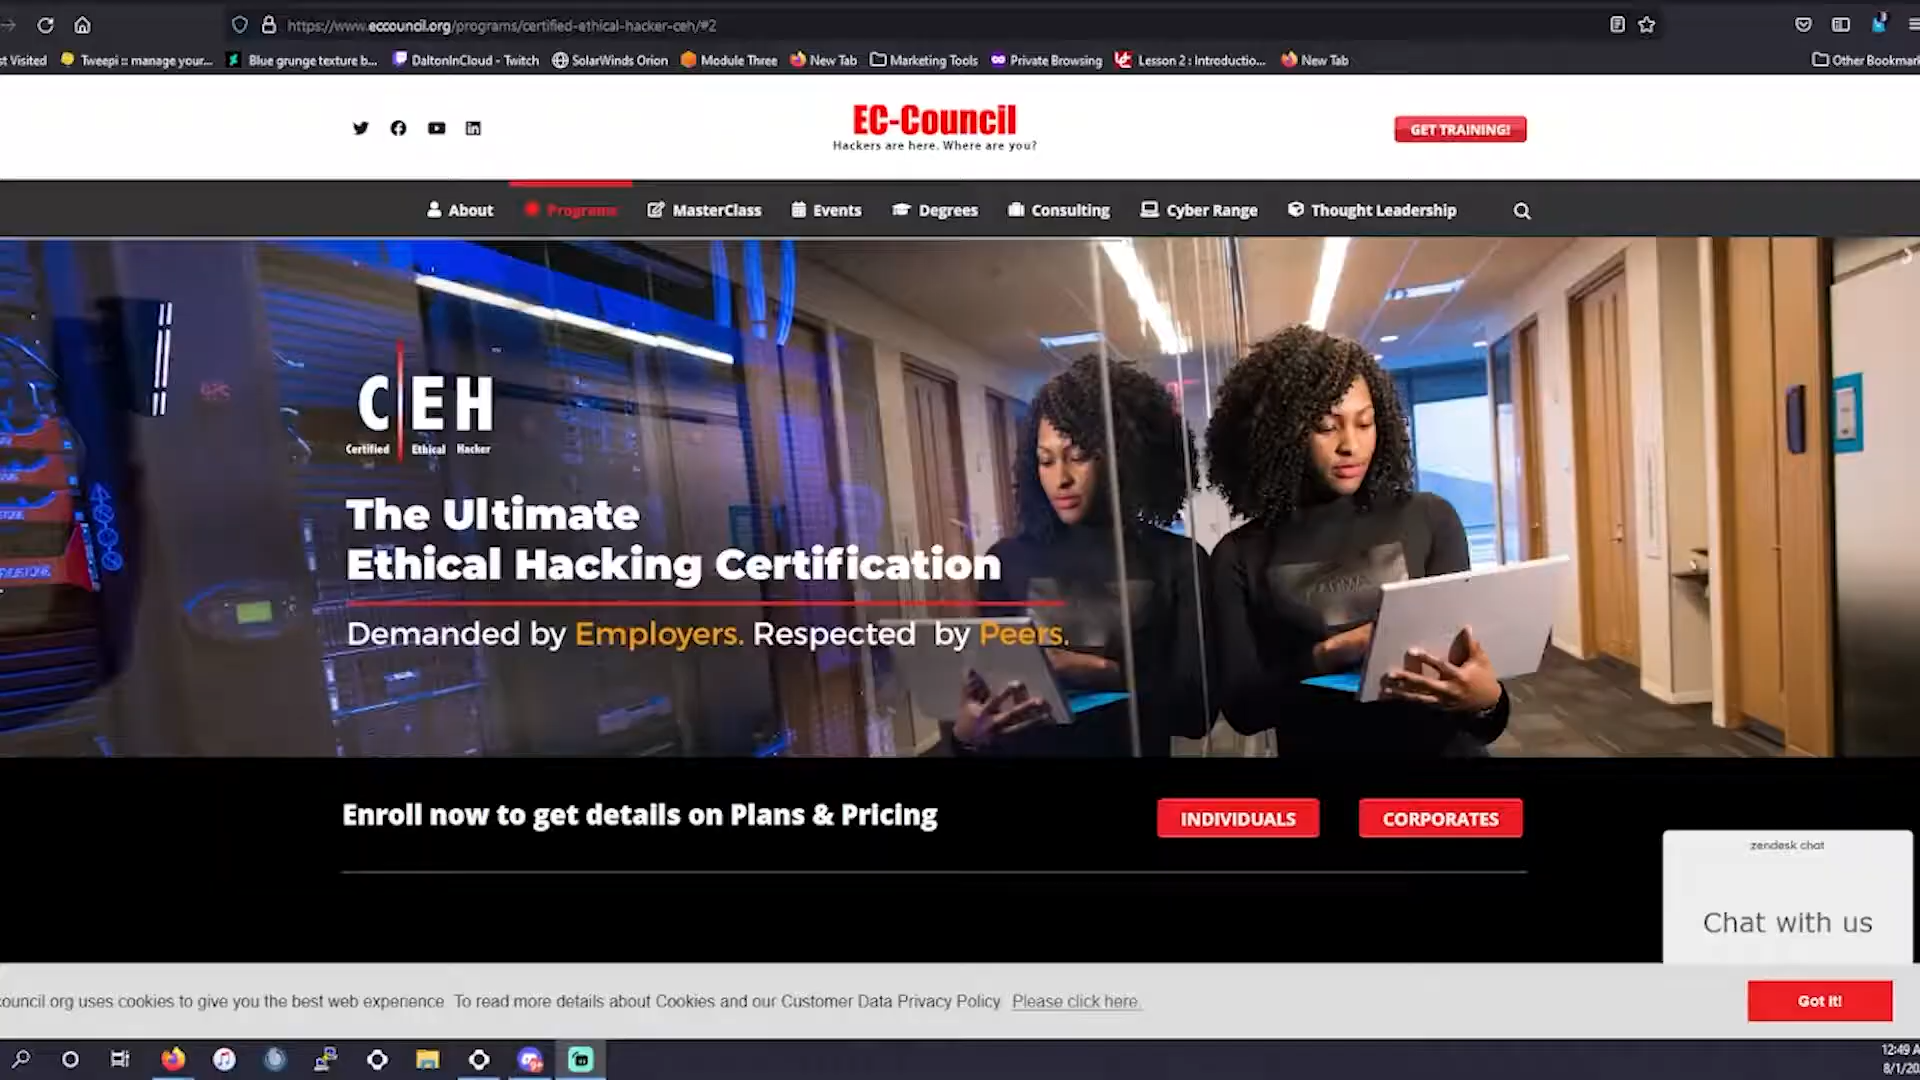 https://www.eccouncil.org/programs/certified-ethical-hacker-ceh/#2
st Visited
Tweepi :: manage your...
Blue grunge texture b...
DaltonInCloud - Twitch
SolarWinds Orion
Module Three
New Tab
Marketing Tools
Private Browsing
Lesson 2 : Introductio...
New Tab
Other Bookmark
EC-Council
Hackers are here. Where are you?
GET TRAINING!
About
Programs
MasterClass
Events
Degrees
Consulting
Cyber Range
Thought Leadership
C|EH
Certified Ethical Hacker
The Ultimate
Ethical Hacking Certification
Demanded by Employers. Respected by Peers.
Enroll now to get details on Plans & Pricing
INDIVIDUALS
CORPORATES
zendesk chat
Chat with us
council org uses cookies to give you the best web experience To read more details about Cookies and our Customer Data Privacy Policy Please click here.
Got it!
12:49 A
8/1/20